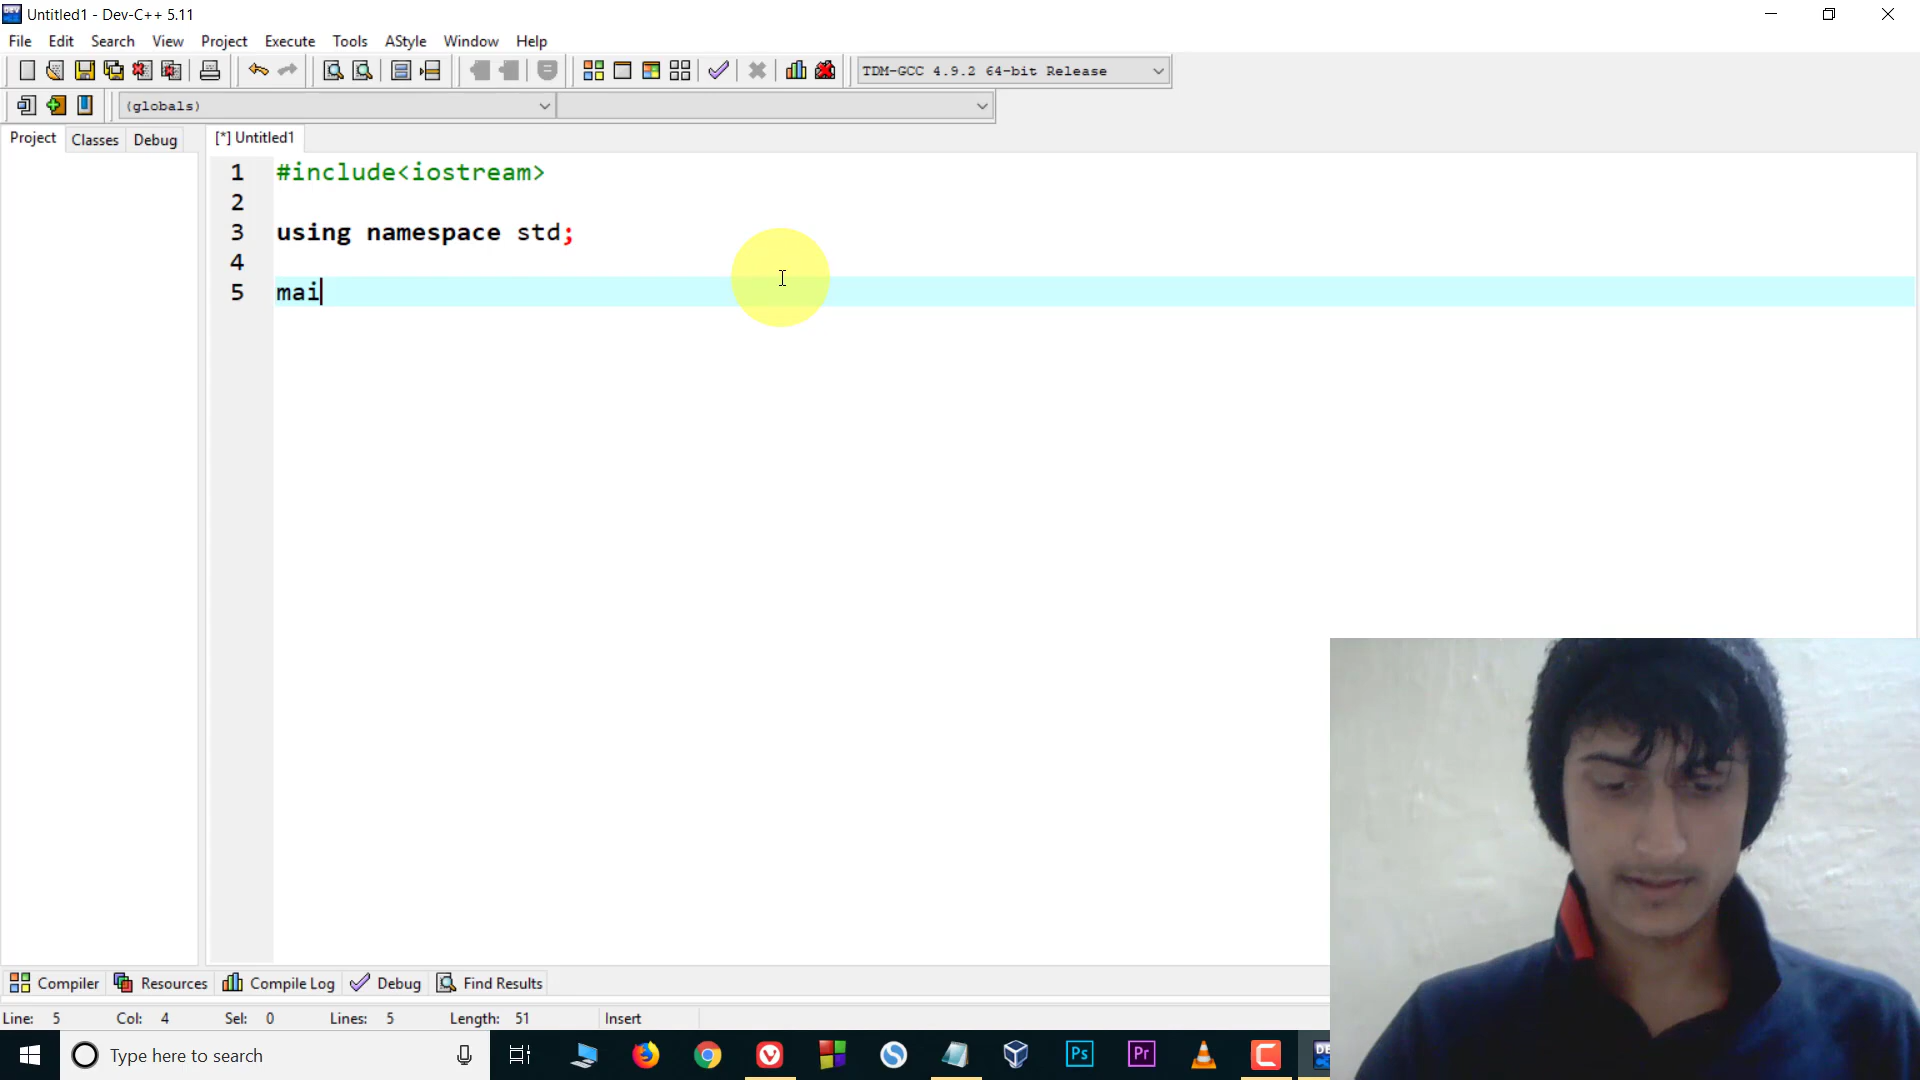 Untitled1 - Dev-C++ 5.11
File Edit Search View Project Execute Tools AStyle Window Help
TDM-GCC 4.9.2 64-bit Release
(globals)
Project Classes Debug [*] Untitled1
1 #include<iostream>
2
3 using namespace std;
4
5 mai
Compiler Resources Compile Log Debug Find Results
Line: 5 Col: 4 Sel: 0 Lines: 5 Length: 51 Insert
Type here to search Ps Pr